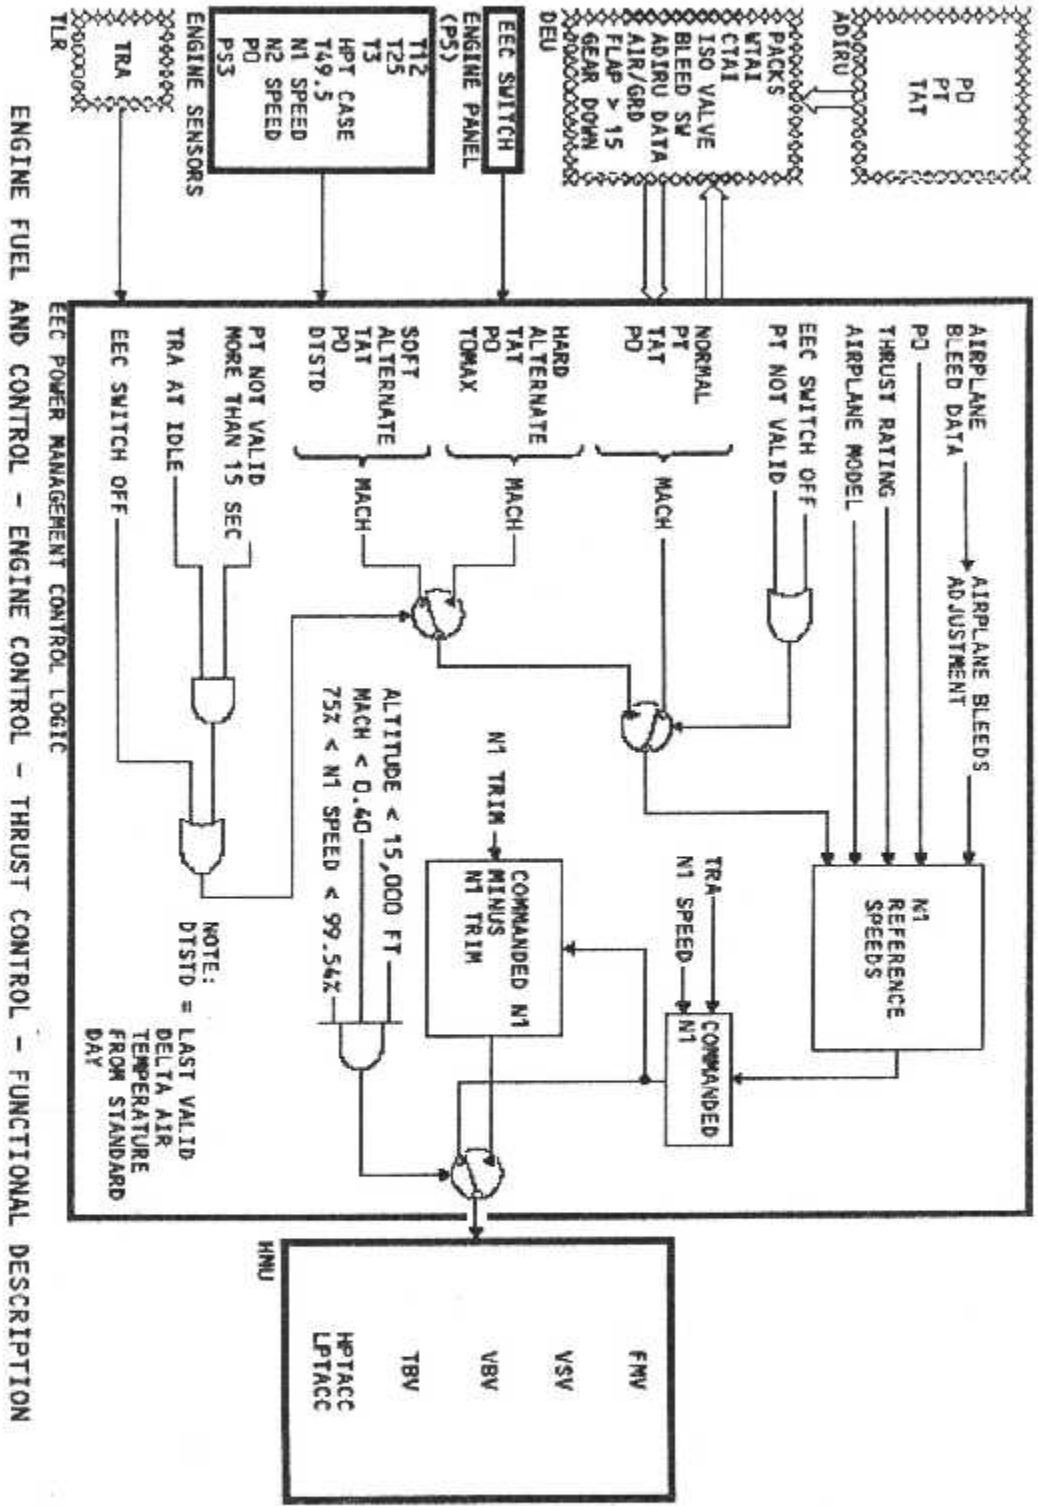 PO
PT
TAT
ADIRU
PACKS
WTAI
CTAI
ISO VALVE
BLEED SW
ADIRU DATA
AIR/GRD
FLAP > 15
GEAR DOWN
DEU
EEC SWITCH
ENGINE PANEL
(P5)
T12
T25
T3
HPT CASE
T49.5
N1 SPEED
N2 SPEED
PO
PS3
ENGINE SENSORS
TRA
TLR
AIRPLANE
BLEED DATA
AIRPLANE BLEEDS
ADJUSTMENT
PO
THRUST RATING
AIRPLANE MODEL
EEC SWITCH OFF
PT NOT VALID
NORMAL
PT
TAT
PO
MACH
HARD
ALTERNATE
TAT
PO
TOMAX
MACH
SOFT
ALTERNATE
TAT
PO
DTSTD
MACH
PT NOT VALID
MORE THAN 15 SEC
TRA AT IDLE
EEC SWITCH OFF
N1
REFERENCE
SPEEDS
TRA
N1 SPEED
COMMANDED
N1
N1 TRIM
COMMANDED N1
MINUS
N1 TRIM
ALTITUDE < 15,000 FT
MACH < 0.40
75% < N1 SPEED < 99.54%
NOTE:
DTSTD = LAST VALID
DELTA AIR
TEMPERATURE
FROM STANDARD
DAY
EEC POWER MANAGEMENT CONTROL LOGIC
FMV
VSV
VBV
TBV
HPTACC
LPTACC
HMU
ENGINE FUEL AND CONTROL - ENGINE CONTROL - THRUST CONTROL - FUNCTIONAL DESCRIPTION